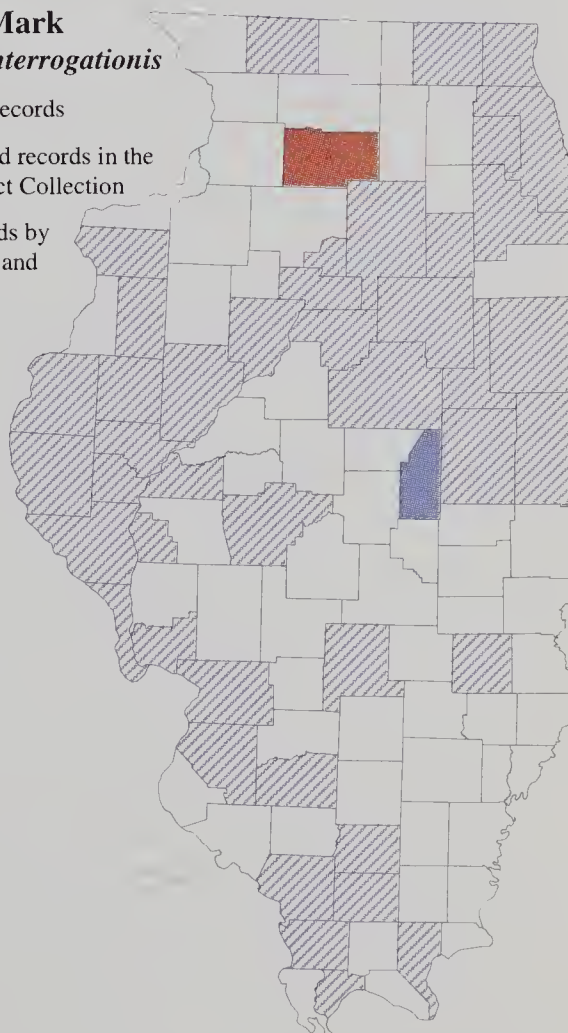 Mark
nterrogationis
ecords
d records in the
ct Collection
ds by
and